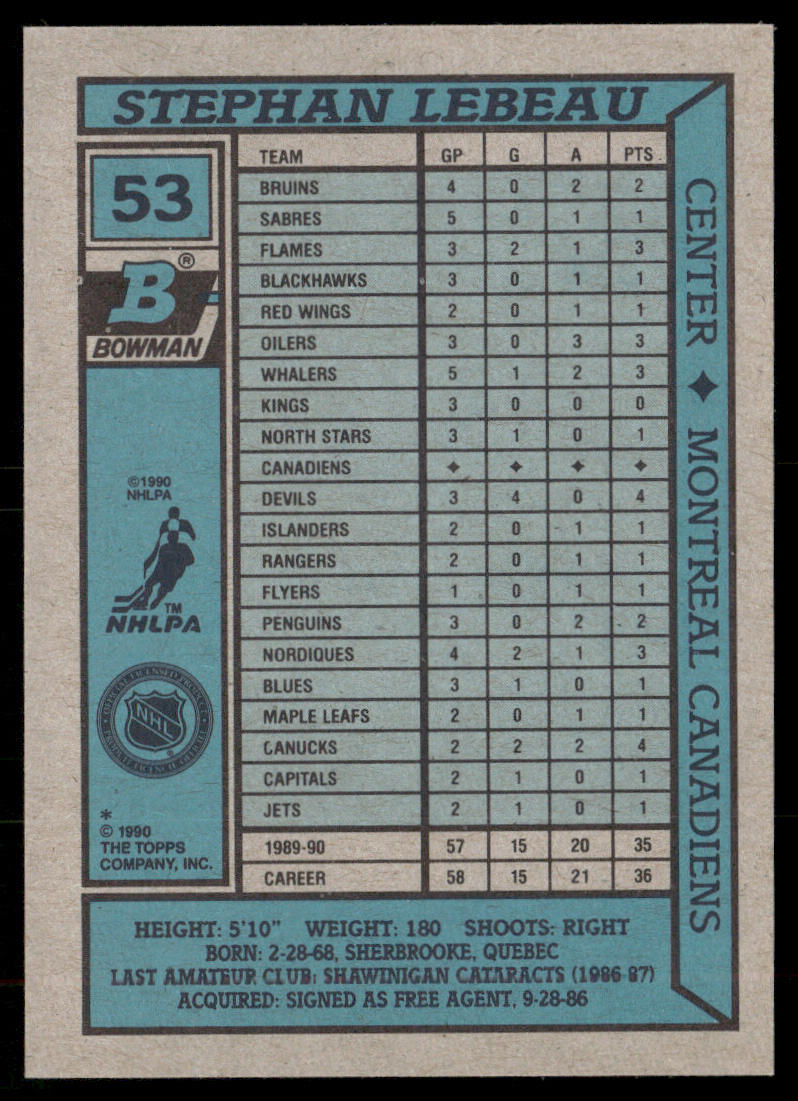 STEPHAN LEBEAU
53
B®
BOWMAN
©1990
NHLPA
TM
NHLPA
OFFICIAL LICENSED PRODUCT
NHL
®
PRODUIT LICENCIÉ OFFICIEL
*
© 1990
THE TOPPS
COMPANY, INC.
TEAM GP G A PTS.
BRUINS 4 0 2 2
SABRES 5 0 1 1
FLAMES 3 2 1 3
BLACKHAWKS 3 0 1 1
RED WINGS 2 0 1 1
OILERS 3 0 3 3
WHALERS 5 1 2 3
KINGS 3 0 0 0
NORTH STARS 3 1 0 1
CANADIENS ♦ ♦ ♦ ♦
DEVILS 3 4 0 4
ISLANDERS 2 0 1 1
RANGERS 2 0 1 1
FLYERS 1 0 1 1
PENGUINS 3 0 2 2
NORDIQUES 4 2 1 3
BLUES 3 1 0 1
MAPLE LEAFS 2 0 1 1
CANUCKS 2 2 2 4
CAPITALS 2 1 0 1
JETS 2 1 0 1
1989-90 57 15 20 35
CAREER 58 15 21 36
CENTER ♦ MONTREAL CANADIENS
HEIGHT: 5'10" WEIGHT: 180 SHOOTS: RIGHT
BORN: 2-28-68, SHERBROOKE, QUEBEC
LAST AMATEUR CLUB: SHAWINIGAN CATARACTS (1986-87)
ACQUIRED: SIGNED AS FREE AGENT, 9-28-86